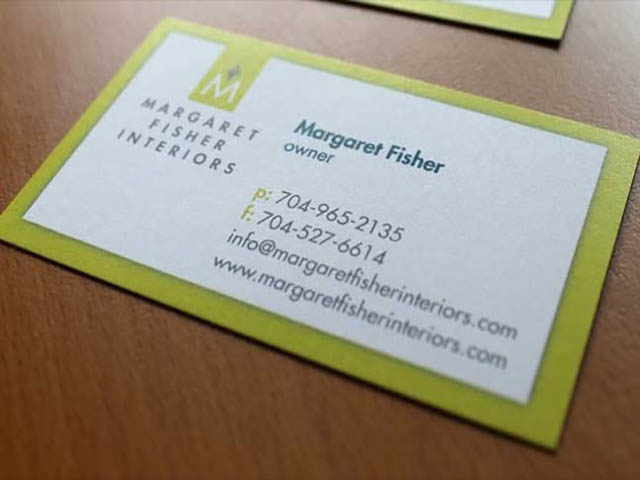 M
MARGARET
FISHER
INTERIORS
Margaret Fisher
owner
p: 704-965-2135
f: 704-527-6614
info@margaretfisherinteriors.com
www.margaretfisherinteriors.com